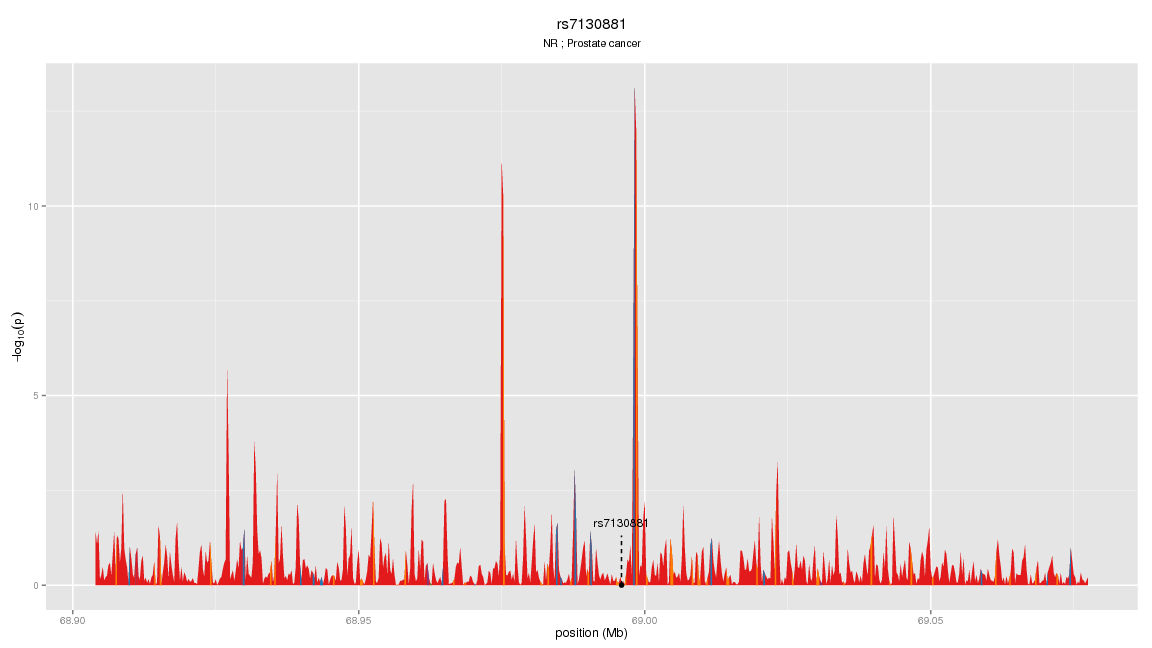 rs7130881
NR ; Prostate cancer
−log10(p)
10
5
0
rs7130881
68.90 68.95 69.00 69.05
position (Mb)